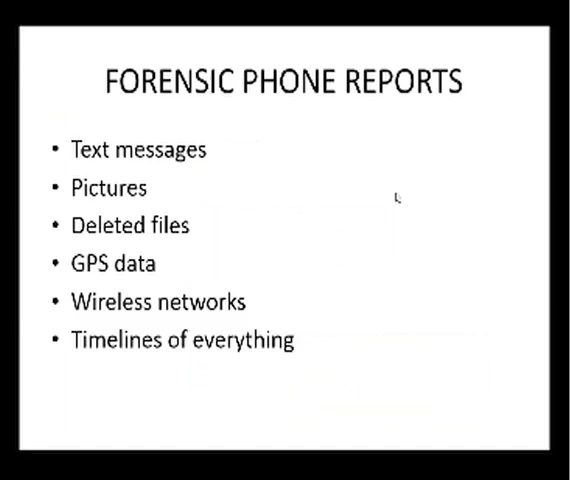 FORENSIC PHONE REPORTS
• Text messages
• Pictures
• Deleted files
• GPS data
• Wireless networks
• Timelines of everything